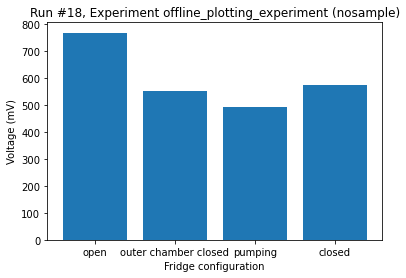 Run #18, Experiment offline_plotting_experiment (nosample)
800
700
600
500
400
300
200
100
0
Voltage (mV)
open outer chamber closed pumping closed
Fridge configuration